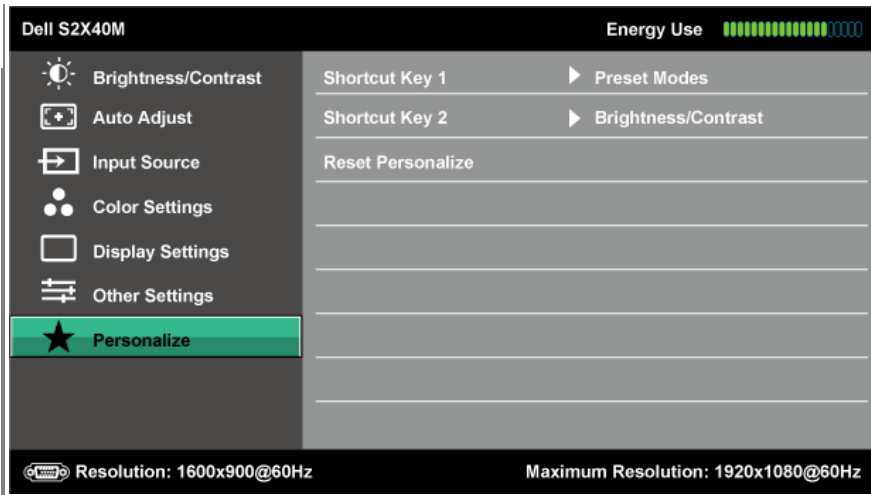 Dell S2X40M Energy Use
Brightness/Contrast Shortcut Key 1 Preset Modes
Auto Adjust Shortcut Key 2 Brightness/Contrast
Input Source Reset Personalize
Color Settings
Display Settings
Other Settings
Personalize
Resolution: 1600x900@60Hz Maximum Resolution: 1920x1080@60Hz